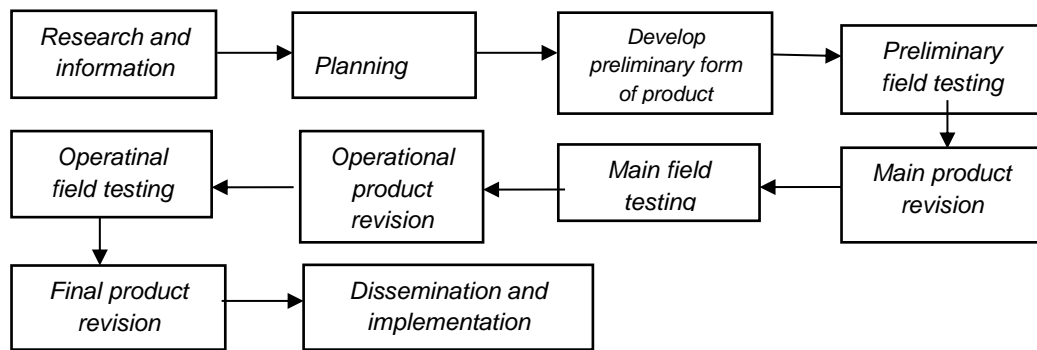 Research and
information
Planning
Develop
preliminary form
of product
Preliminary
field testing
Operatinal
field testing
Operational
product
revision
Main field
testing
Main product
revision
Final product
revision
Dissemination and
implementation